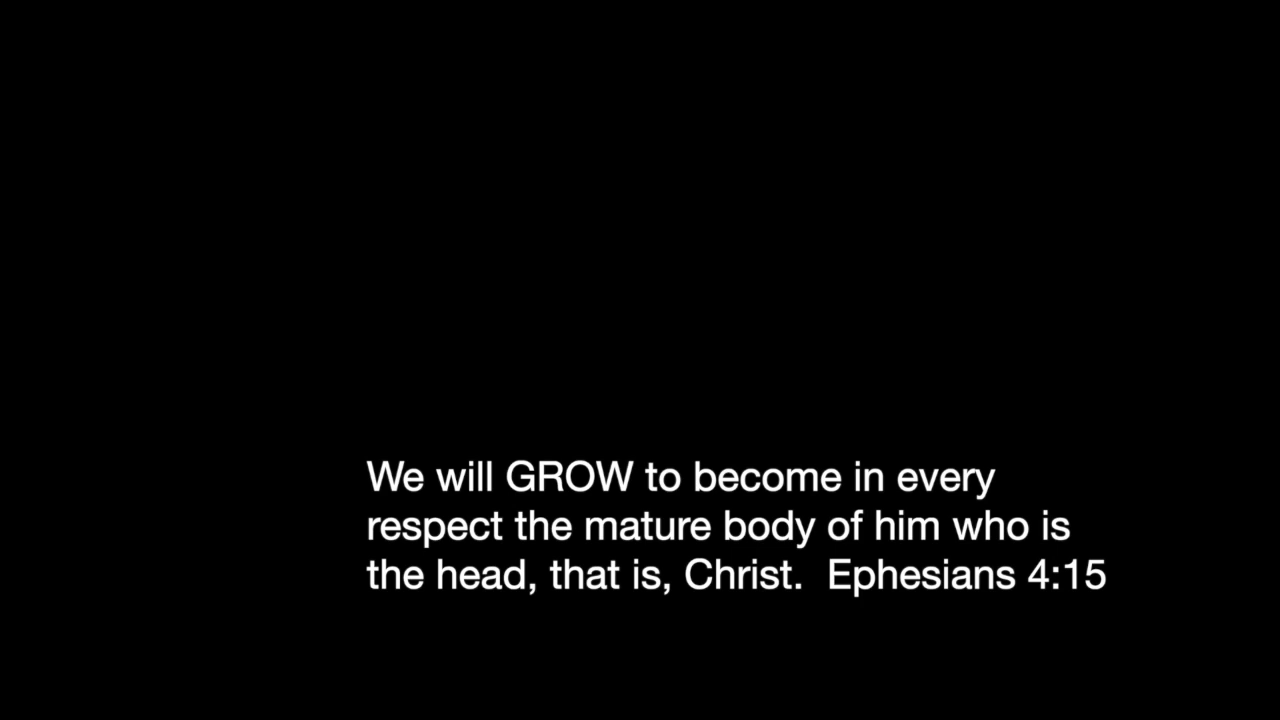 We will GROW to become in every
respect the mature body of him who is
the head, that is, Christ.  Ephesians 4:15